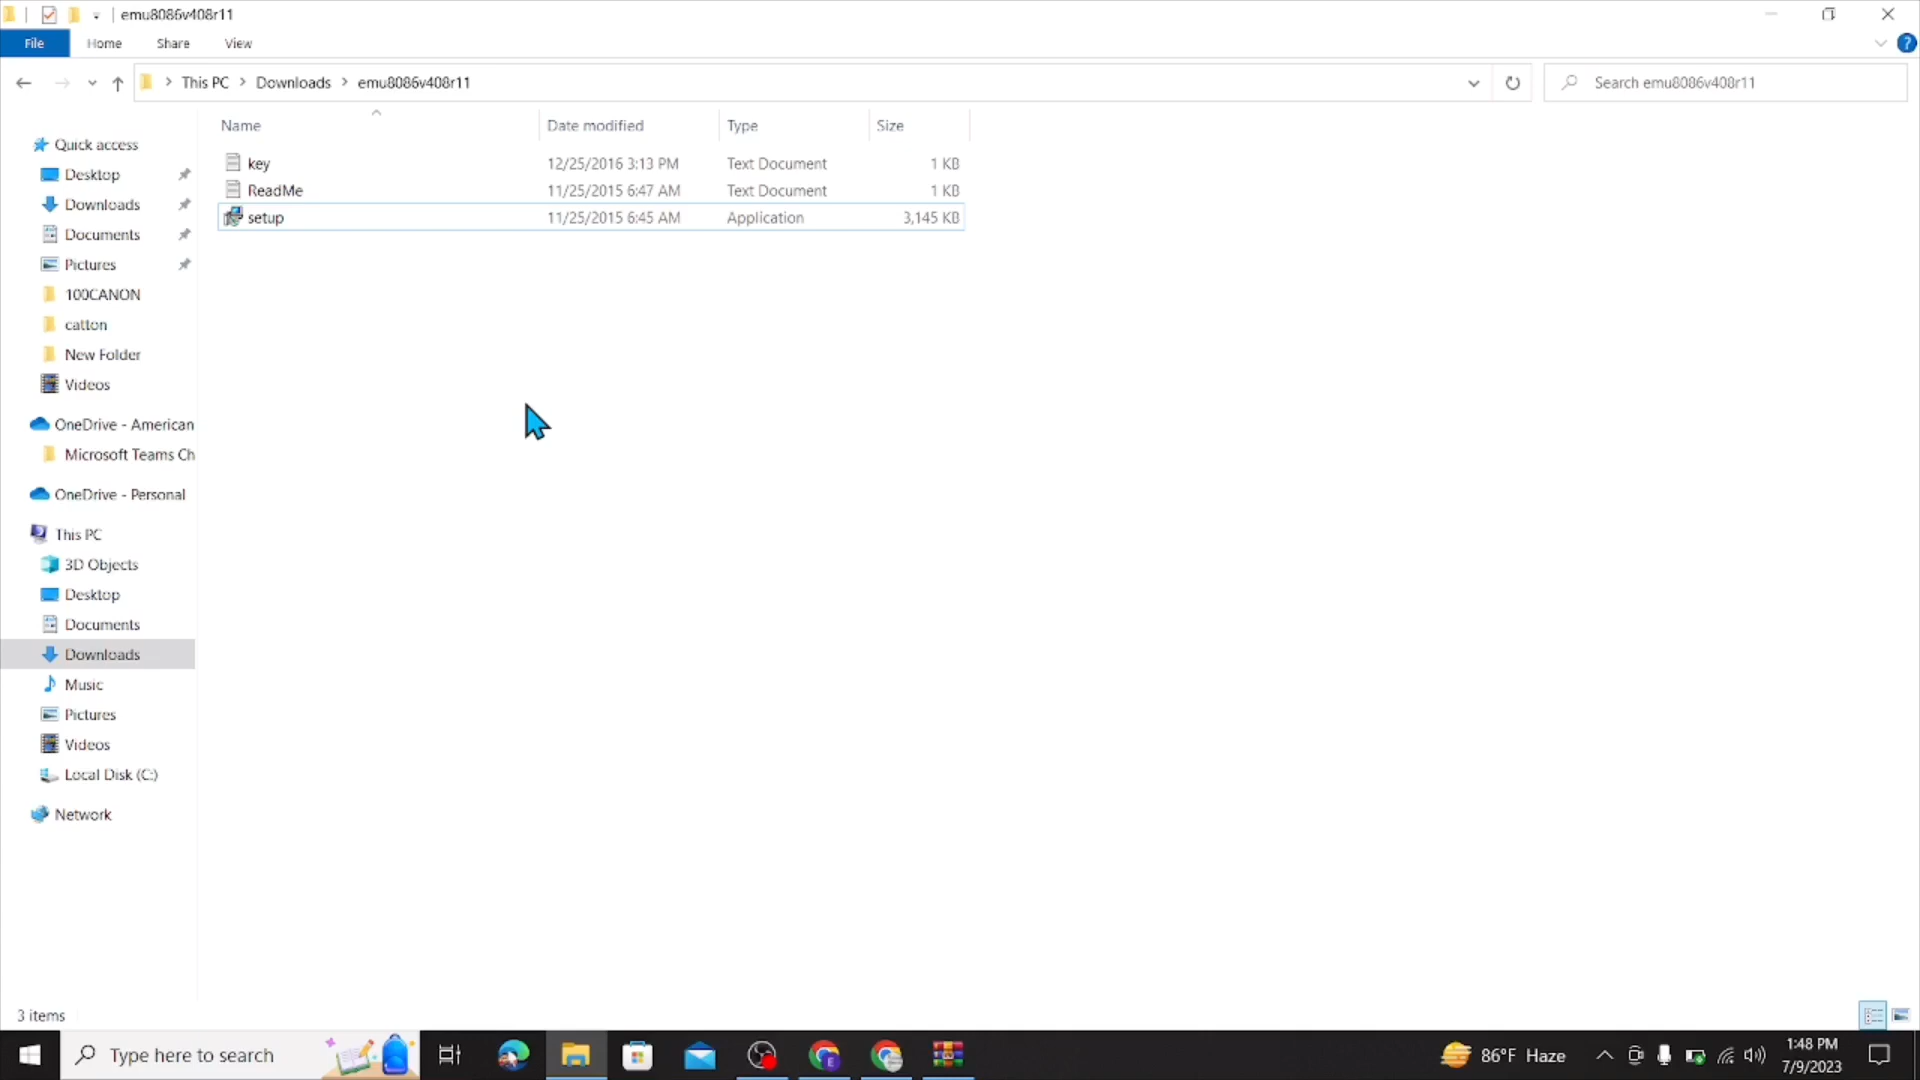 emu8086v408r11
File Home Share View
This PC > Downloads > emu8086v408r11
Search emu8086v408r11
Name Date modified Type Size
key 12/25/2016 3:13 PM Text Document 1 KB
ReadMe 11/25/2015 6:47 AM Text Document 1 KB
setup 11/25/2015 6:45 AM Application 3,145 KB
Quick access
Desktop
Downloads
Documents
Pictures
100CANON
catton
New Folder
Videos
OneDrive - American
Microsoft Teams Ch
OneDrive - Personal
This PC
3D Objects
Desktop
Documents
Downloads
Music
Pictures
Videos
Local Disk (C:)
Network
3 items
Type here to search
86°F Haze
1:48 PM
7/9/2023